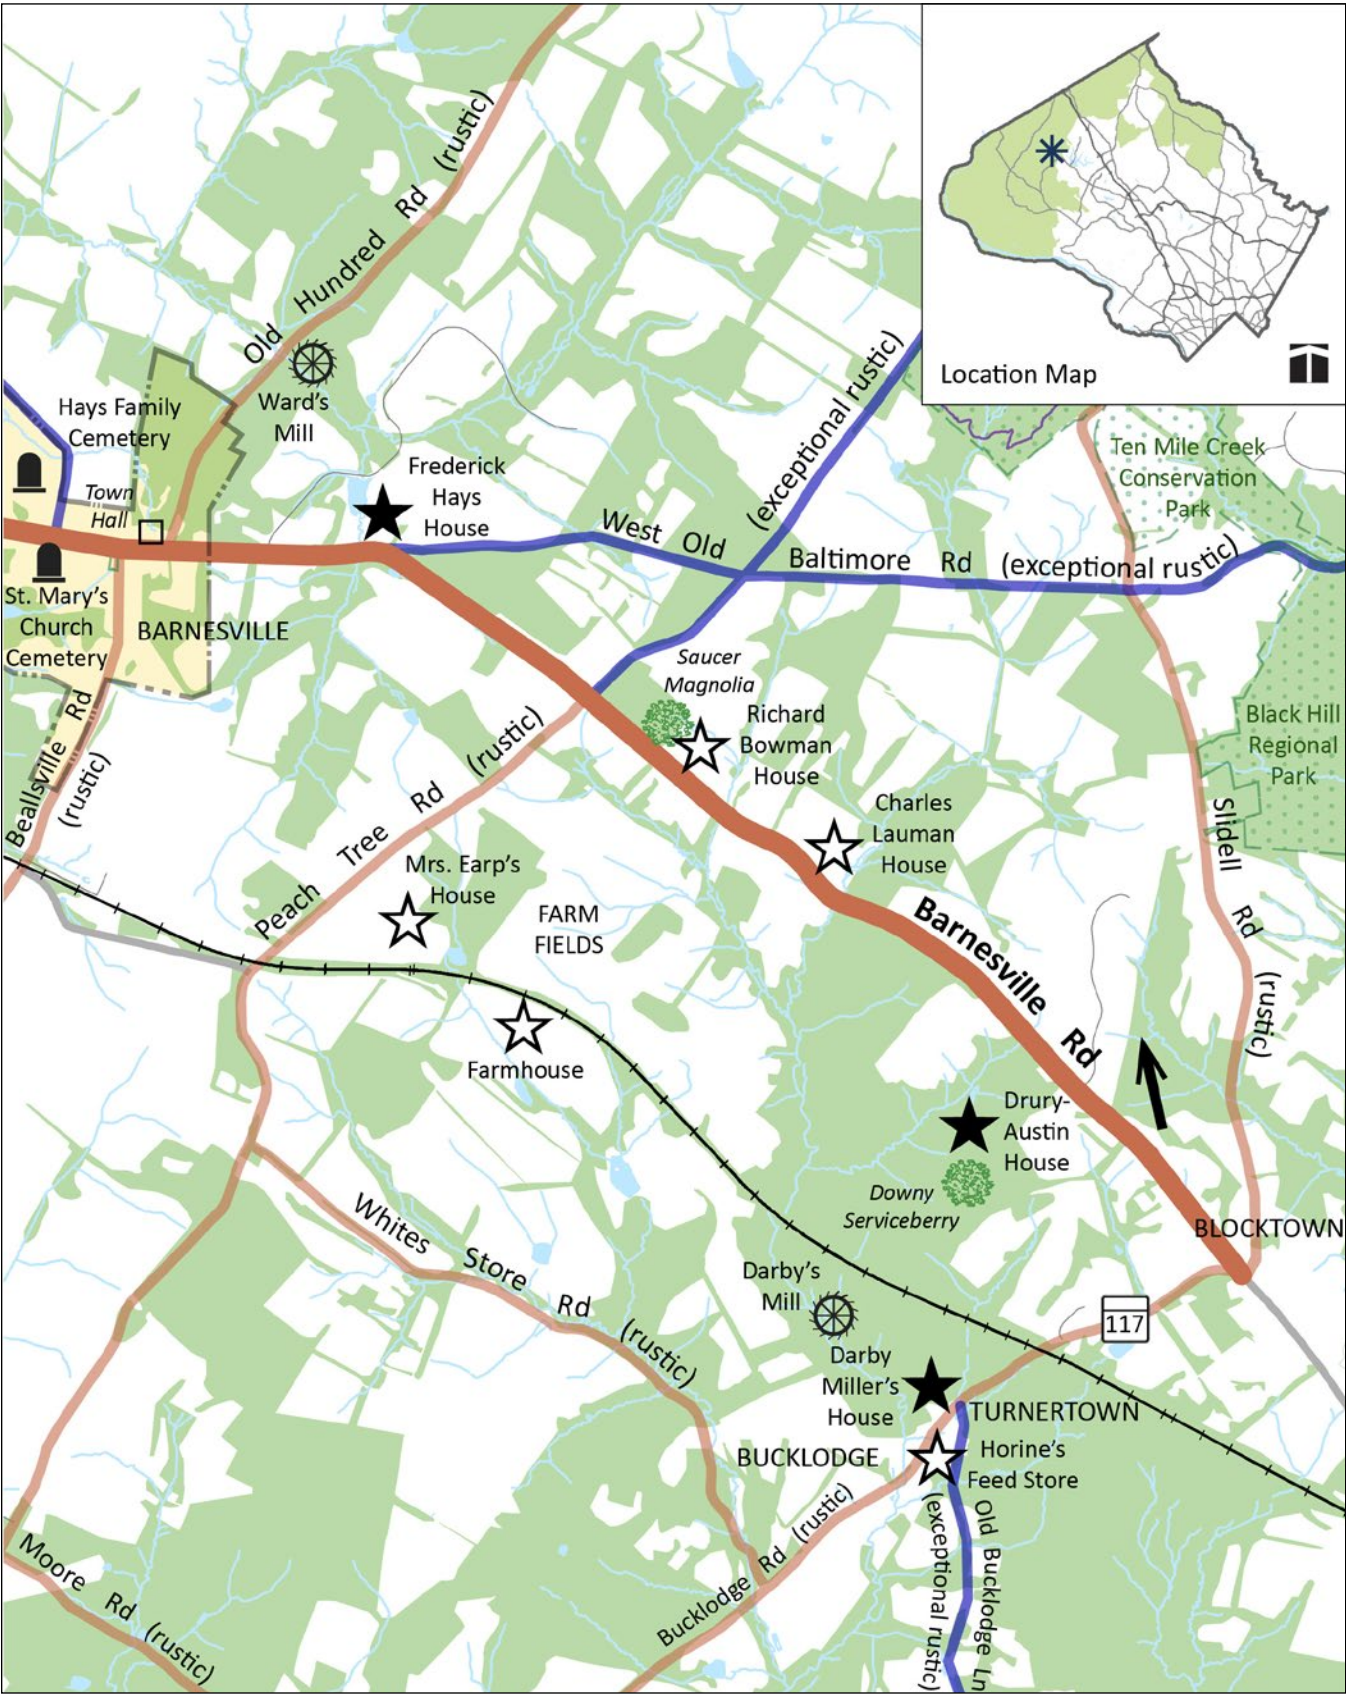 Location Map
Old Hundred Rd (rustic)
Hays Family
Cemetery
Ward's
Mill
Town
Hall
Frederick
Hays
House
(exceptional rustic)
West Old Baltimore Rd (exceptional rustic)
Ten Mile Creek
Conservation
Park
St. Mary's
Church
Cemetery
BARNESVILLE
Saucer
Magnolia
Richard
Bowman
House
Black Hill
Regional
Park
Beallsville Rd
(rustic)
Peach Tree Rd (rustic)
Charles
Lauman
House
Slidell Rd (rustic)
Mrs. Earp's
House
FARM
FIELDS
Barnesville Rd
Farmhouse
Drury-
Austin
House
Downy
Serviceberry
BLOCKTOWN
Whites Store Rd (rustic)
Darby's
Mill
117
Darby
Miller's
House
TURNERTOWN
BUCKLODGE
Horine's
Feed Store
Bucklodge Rd (rustic)
Old Bucklodge Ln
(exceptional rustic)
Moore Rd (rustic)